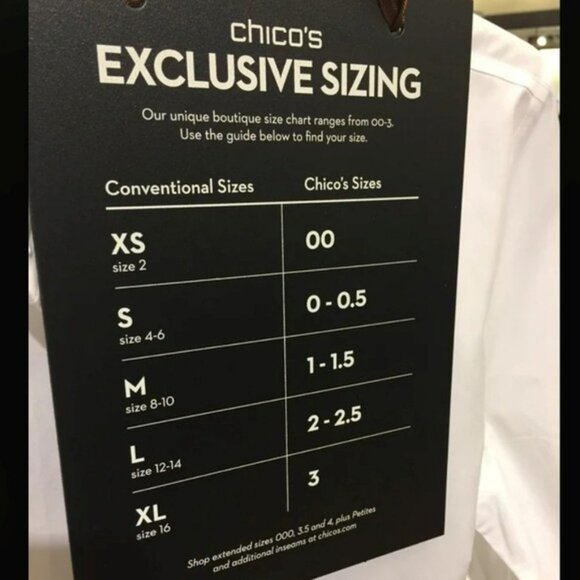 chico's
EXCLUSIVE SIZING
Our unique boutique size chart ranges from 00-3.
Use the guide below to find your size.
Conventional Sizes Chico's Sizes
XS 00
size 2
S 0 - 0.5
size 4-6
M 1 - 1.5
size 8-10
L 2 - 2.5
size 12-14
XL 3
size 16
Shop extended sizes 000, 3.5 and 4, plus Petites
and additional inseams at chicos.com